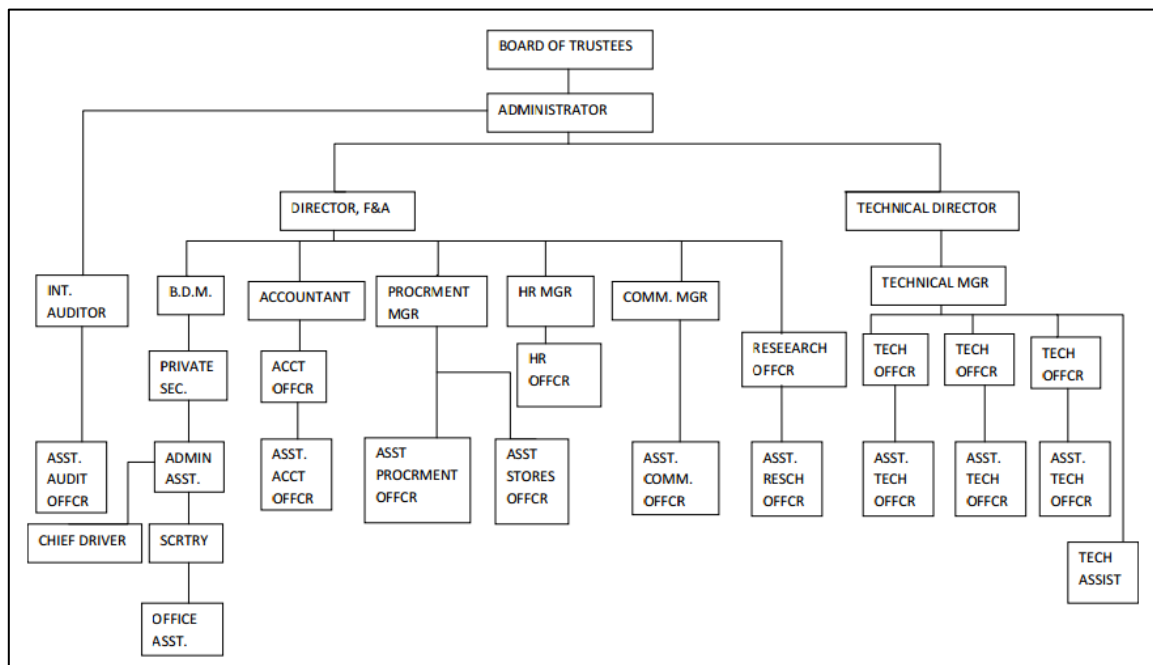 BOARD OF TRUSTEES
ADMINISTRATOR
DIRECTOR, F&A
TECHNICAL DIRECTOR
INT.
AUDITOR
B.D.M.
ACCOUNTANT
PROCRMENT
MGR
HR MGR
COMM. MGR
TECHNICAL MGR
PRIVATE
SEC.
ACCT
OFFCR
HR
OFFCR
RESEEARCH
OFFCR
TECH
OFFCR
TECH
OFFCR
TECH
OFFCR
ASST.
AUDIT
OFFCR
ADMIN
ASST.
ASST.
ACCT
OFFCR
ASST
PROCRMENT
OFFCR
ASST
STORES
OFFCR
ASST.
COMM.
OFFCR
ASST.
RESCH
OFFCR
ASST.
TECH
OFFCR
ASST.
TECH
OFFCR
ASST.
TECH
OFFCR
CHIEF DRIVER
SCRTRY
TECH
ASSIST
OFFICE
ASST.